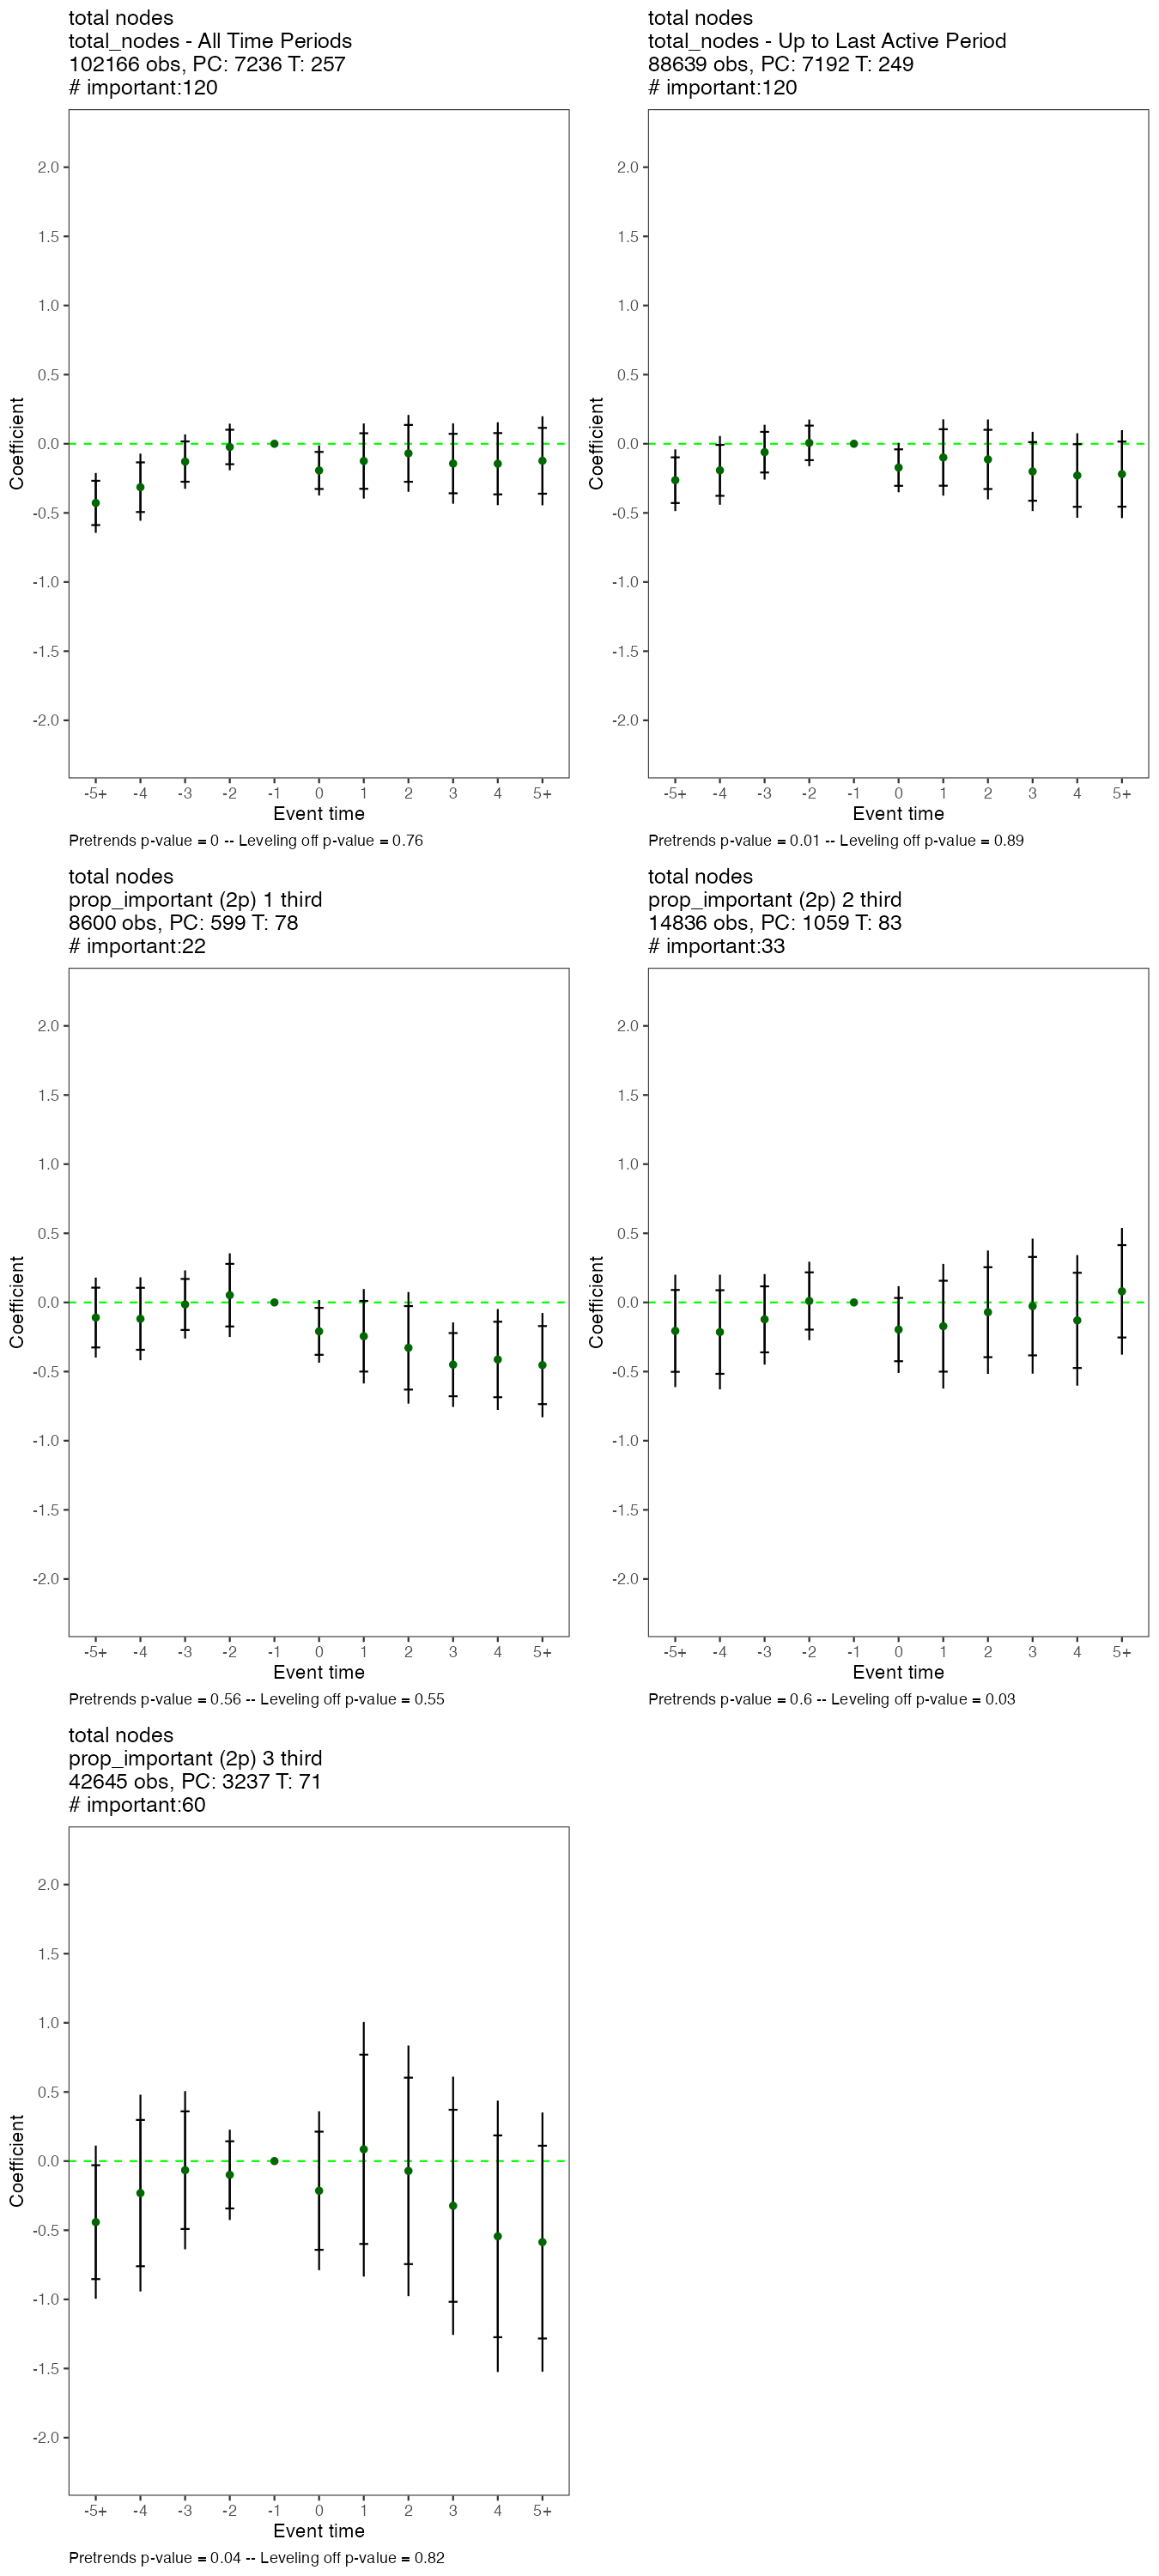 total nodes
total_nodes - All Time Periods
102166 obs, PC: 7236 T: 257
# important:120
2.0
1.5
1.0
0.5
0.0
-0.5
-1.0
-1.5
-2.0
Coefficient
-5+ -4 -3 -2 -1 0 1 2 3 4 5+
Event time
Pretrends p-value = 0 -- Leveling off p-value = 0.76
total nodes
total_nodes - Up to Last Active Period
88639 obs, PC: 7192 T: 249
# important:120
2.0
1.5
1.0
0.5
0.0
-0.5
-1.0
-1.5
-2.0
Coefficient
-5+ -4 -3 -2 -1 0 1 2 3 4 5+
Event time
Pretrends p-value = 0.01 -- Leveling off p-value = 0.89
total nodes
prop_important (2p) 1 third
8600 obs, PC: 599 T: 78
# important:22
2.0
1.5
1.0
0.5
0.0
-0.5
-1.0
-1.5
-2.0
Coefficient
-5+ -4 -3 -2 -1 0 1 2 3 4 5+
Event time
Pretrends p-value = 0.56 -- Leveling off p-value = 0.55
total nodes
prop_important (2p) 2 third
14836 obs, PC: 1059 T: 83
# important:33
2.0
1.5
1.0
0.5
0.0
-0.5
-1.0
-1.5
-2.0
Coefficient
-5+ -4 -3 -2 -1 0 1 2 3 4 5+
Event time
Pretrends p-value = 0.6 -- Leveling off p-value = 0.03
total nodes
prop_important (2p) 3 third
42645 obs, PC: 3237 T: 71
# important:60
2.0
1.5
1.0
0.5
0.0
-0.5
-1.0
-1.5
-2.0
Coefficient
-5+ -4 -3 -2 -1 0 1 2 3 4 5+
Event time
Pretrends p-value = 0.04 -- Leveling off p-value = 0.82